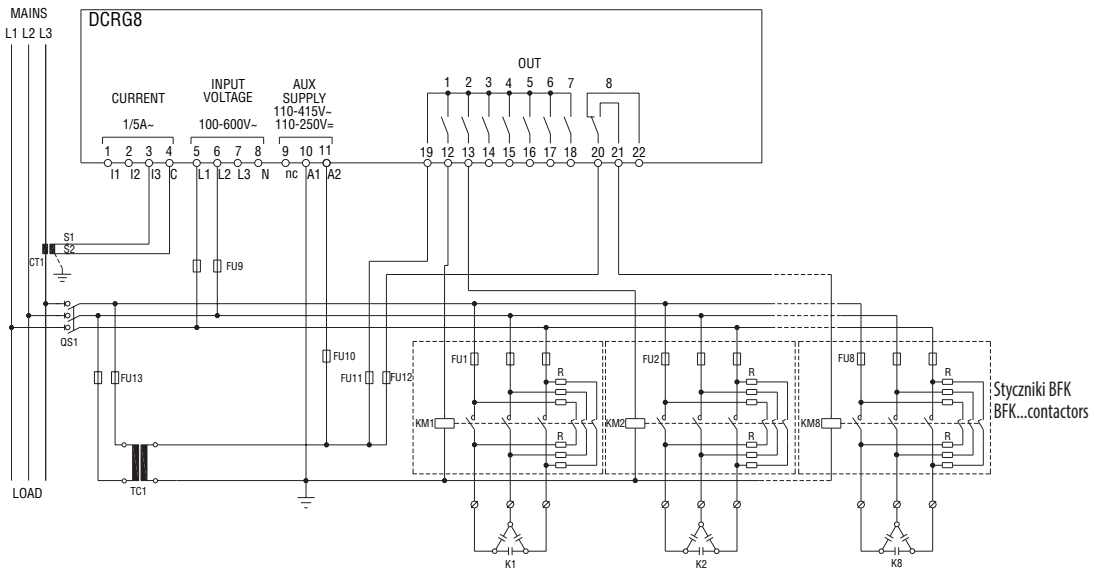 MAINS
L1 L2 L3
DCRG8
OUT
1 2 3 4 5 6 7 8
CURRENT
1/5A~
INPUT
VOLTAGE
100-600V~
AUX
SUPPLY
110-415V~
110-250V=
1 2 3 4 5 6 7 8 9 10 11 19 12 13 14 15 16 17 18 20 21 22
I1 I2 I3 C L1 L2 L3 N nc A1 A2
S1
S2
CT1
FU9
QS1
FU13
FU10
FU11
FU12
FU1
FU2
FU8
R
R
R
KM1
KM2
KM8
R
R
R
Styczniki BFK
BFK...contactors
LOAD
TC1
K1
K2
K8